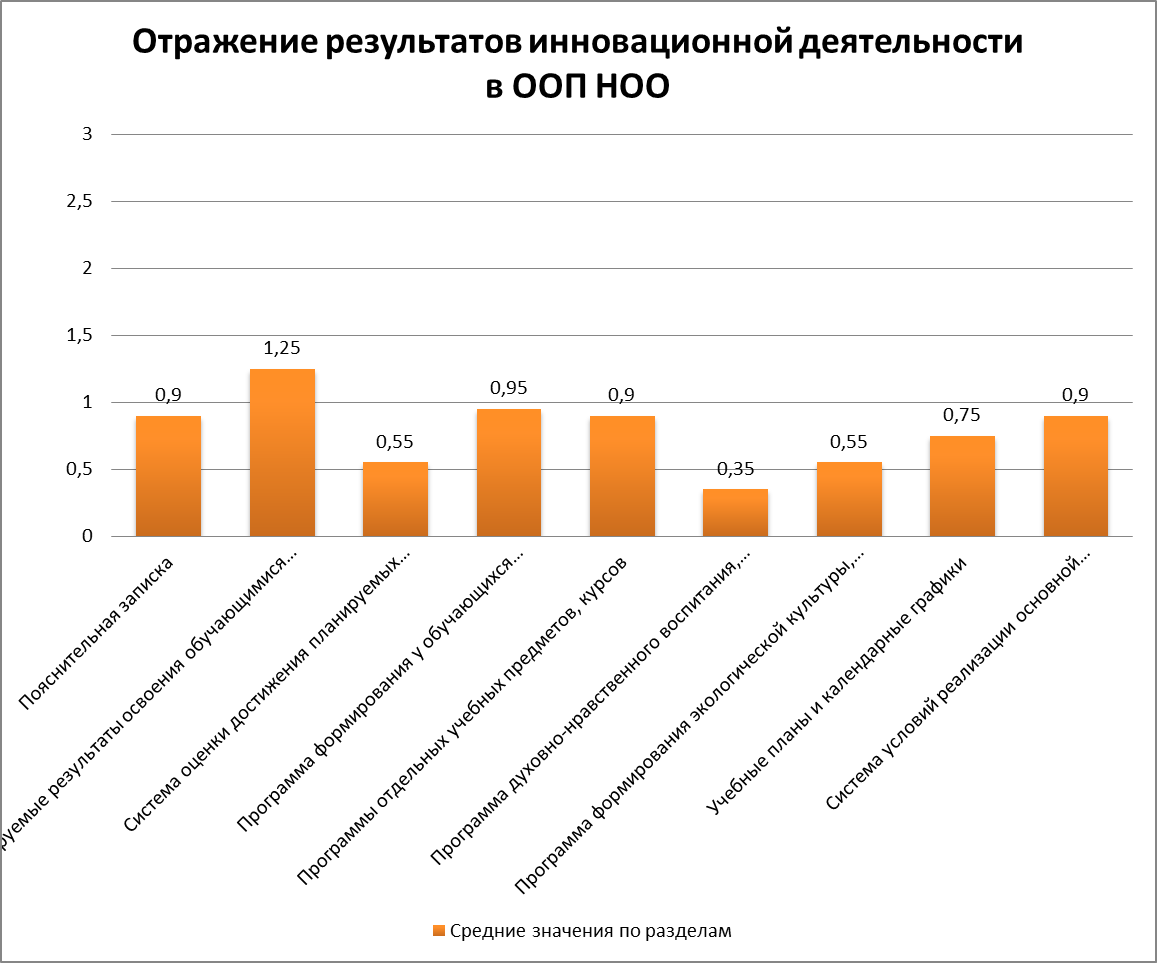 Отражение результатов инновационной деятельности
в ООП НОО
3
2,5
2
1,5
1
0,5
0
0,9
1,25
0,55
0,95
0,9
0,35
0,55
0,75
0,9
Пояснительная записка
руемые результаты освоения обучающимися...
Система оценки достижения планируемых...
Программа формирования у обучающихся...
Программы отдельных учебных предметов, курсов
Программа духовно-нравственного воспитания,...
Программа формирования экологической культуры,...
Учебные планы и календарные графики
Система условий реализации основной...
Средние значения по разделам